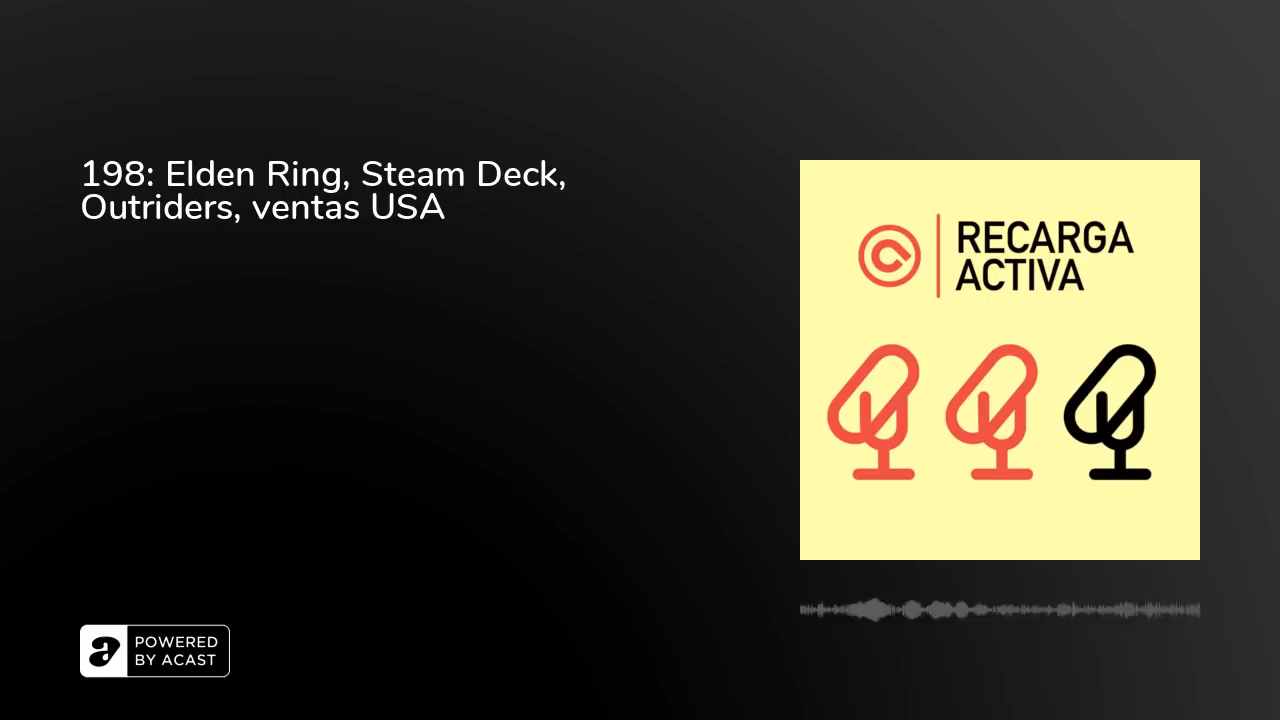 198: Elden Ring, Steam Deck,
Outriders, ventas USA
RECARGA
ACTIVA
a
POWERED
BY ACAST